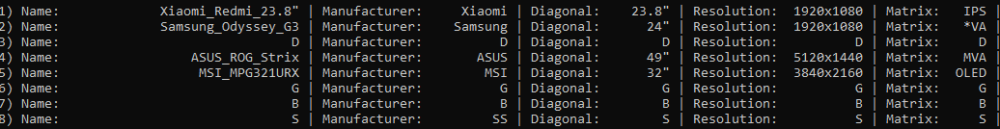 1) Name: Xiaomi_Redmi_23.8" | Manufacturer: Xiaomi | Diagonal: 23.8" | Resolution: 1920x1080 | Matrix: IPS
2) Name: Samsung_Odyssey_G3 | Manufacturer: Samsung | Diagonal: 24" | Resolution: 1920x1080 | Matrix: *VA
3) Name: D | Manufacturer: D | Diagonal: D | Resolution: D | Matrix: D
4) Name: ASUS_ROG_Strix | Manufacturer: ASUS | Diagonal: 49" | Resolution: 5120x1440 | Matrix: MVA
5) Name: MSI_MPG321URX | Manufacturer: MSI | Diagonal: 32" | Resolution: 3840x2160 | Matrix: OLED
6) Name: G | Manufacturer: G | Diagonal: G | Resolution: G | Matrix: G
7) Name: B | Manufacturer: B | Diagonal: B | Resolution: B | Matrix: B
8) Name: S | Manufacturer: SS | Diagonal: S | Resolution: S | Matrix: S